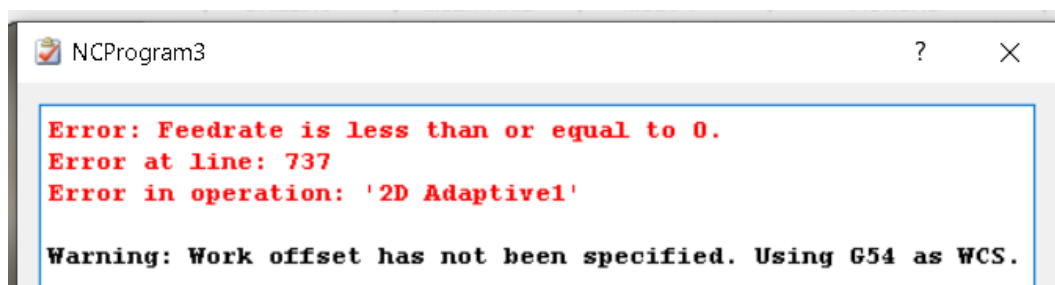 NCProgram3
?
Error: Feedrate is less than or equal to 0.
Error at line: 737
Error in operation: '2D Adaptive1'
Warning: Work offset has not been specified. Using G54 as WCS.